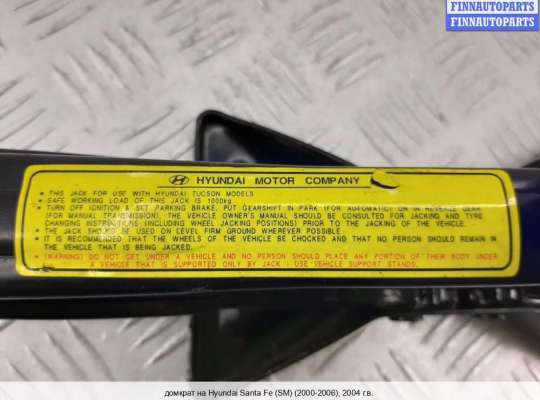 FINNAUTOPARTS
FINNAUTOPARTS
HYUNDAI MOTOR COMPANY
• THIS JACK FOR USE WITH HYUNDAI TUCSON MODELS
• SAFE WORKING LOAD OF THIS JACK IS 1000kg
• TURN OFF IGNITION & SET PARKING BRAKE, PUT GEARSHIFT IN PARK (FOR AUTOMATIC) OR IN REVERSE GEAR
(FOR MANUAL TRANSMISSION), THE VEHICLE OWNER'S MANUAL SHOULD BE CONSULTED FOR JACKING AND TYRE
CHANGING INSTRUCTIONS (INCLUDING WHEEL JACKING POSITIONS) PRIOR TO THE JACKING OF THE VEHICLE.
• THE JACK SHOULD BE USED ON LEVEL FIRM GROUND WHEREVER POSSIBLE
• IT IS RECOMMENDED THAT THE WHEELS OF THE VEHICLE BE CHOCKED AND THAT NO PERSON SHOULD REMAIN IN
THE VEHICLE THAT IS BEING JACKED.
• (WARNING) DO NOT GET UNDER A VEHICLE AND NO PERSON SHOULD PLACE ANY PORTION OF THEIR BODY UNDER
A VEHICLE THAT IS SUPPORTED ONLY BY JACK : USE VEHICLE SUPPORT STANDS.
домкрат на Hyundai Santa Fe (SM) (2000-2006), 2004 г.в.